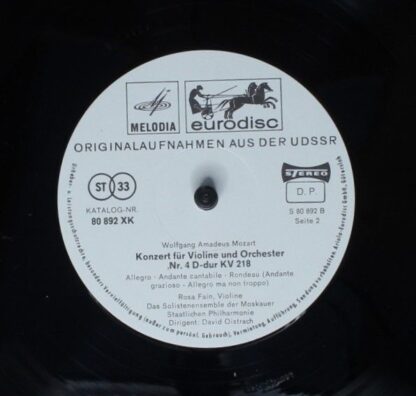 MELODIA
eurodisc
ORIGINALAUFNAHMEN AUS DER UDSSR
ST 33
STEREO
KATALOG-NR.
80 892 XK
D. P.
S 80 892 B
Seite 2
Wolfgang Amadeus Mozart
Konzert für Violine und Orchester
Nr. 4 D-dur KV 218
Allegro - Andante cantabile - Rondeau (Andante
grazioso - Allegro ma non troppo)
Rosa Fain, Violine
Das Solistenensemble der Moskauer
Staatlichen Philharmonie
Dirigent: David Oistrach